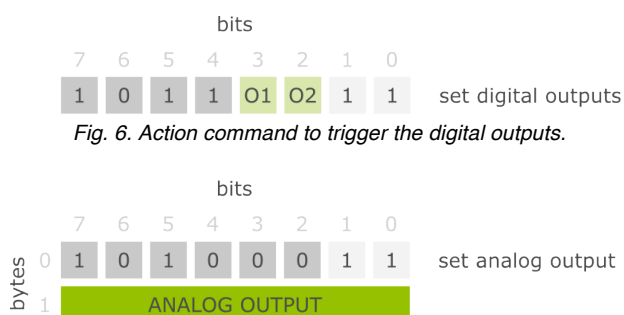 bits
7 6 5 4 3 2 1 0
1 0 1 1 O1 O2 1 1 set digital outputs
Fig. 6. Action command to trigger the digital outputs.
bits
7 6 5 4 3 2 1 0
bytes
0 1 0 1 0 0 0 1 1 set analog output
1 ANALOG OUTPUT